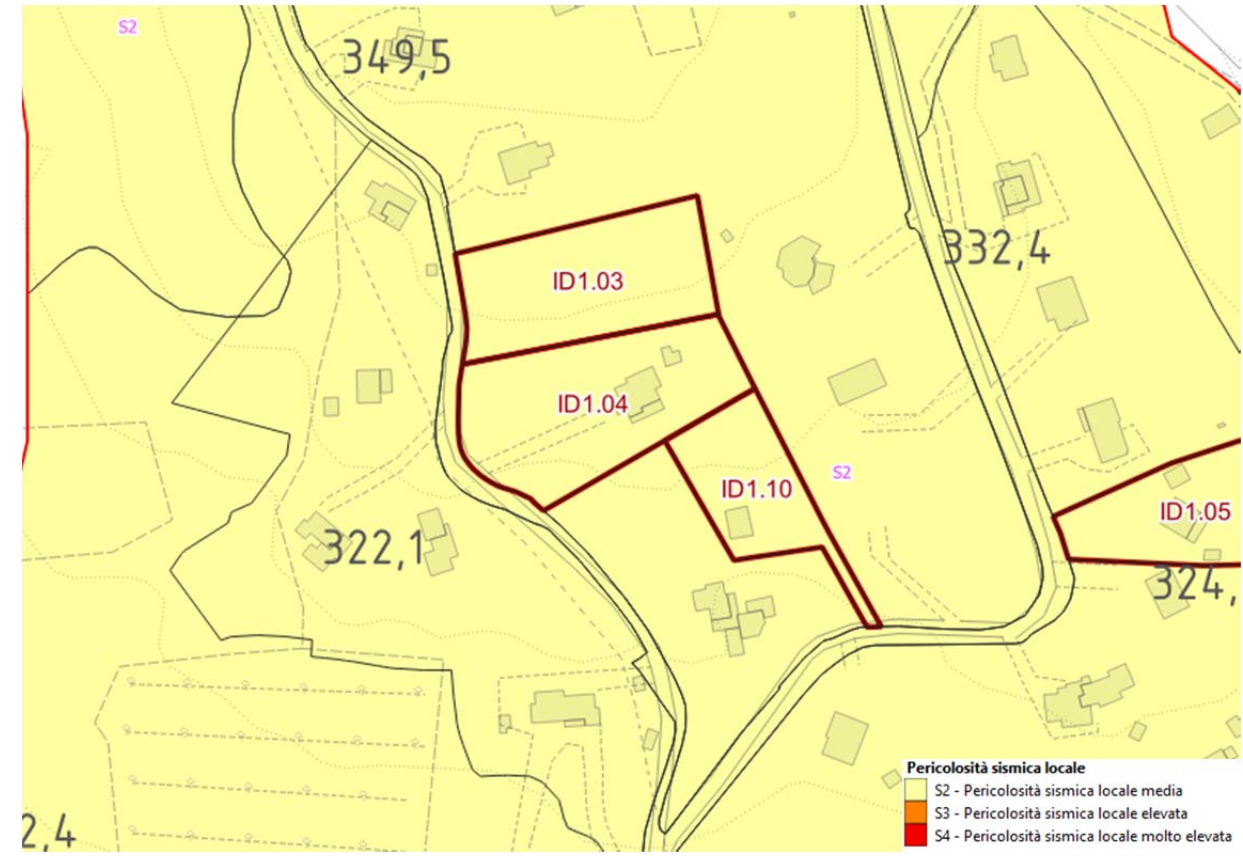 S2
349,5
332,4
ID1.03
ID1.04
S2
ID1.10
ID1.05
322,1
324,
2,4
Pericolosità sismica locale
S2 - Pericolosità sismica locale media
S3 - Pericolosità sismica locale elevata
S4 - Pericolosità sismica locale molto elevata